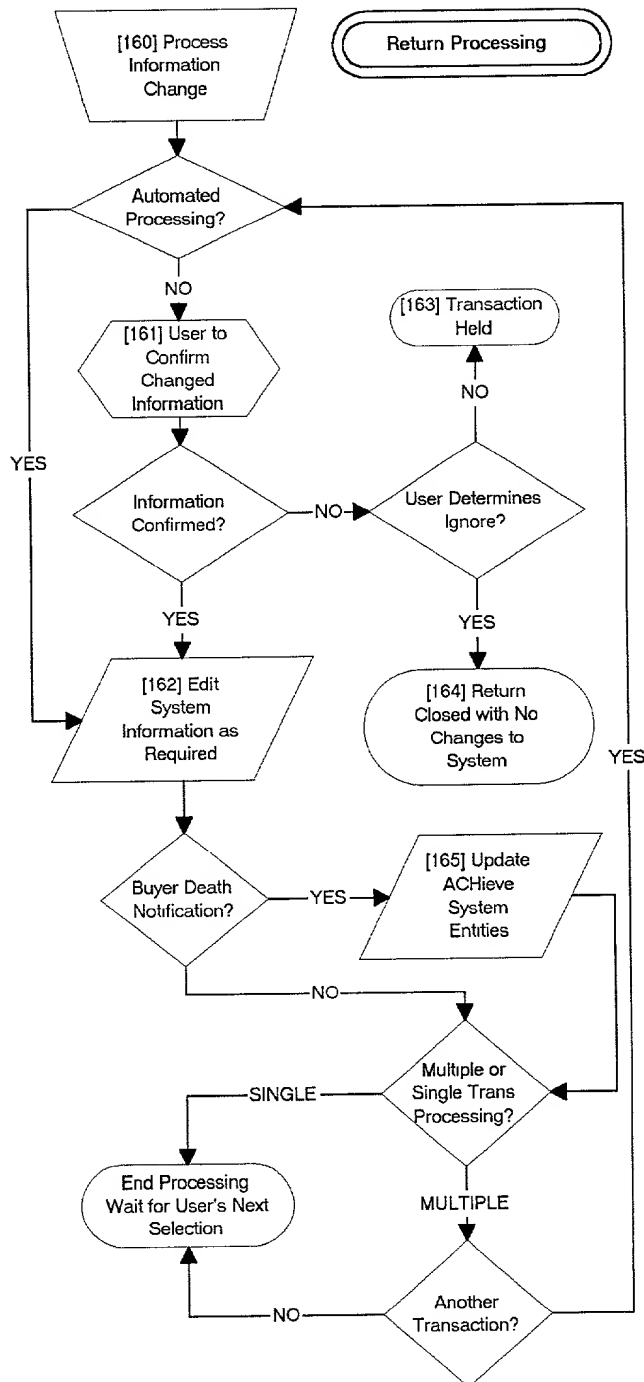 [160] Process
Information
Change
Return Processing
Automated
Processing?
NO
[161] User to
Confirm
Changed
Information
[163] Transaction
Held
NO
YES
Information
Confirmed?
NO
User Determines
Ignore?
YES
YES
[162] Edit
System
Information as
Required
[164] Return
Closed with No
Changes to
System
YES
Buyer Death
Notification?
YES
[165] Update
ACHieve
System
Entities
NO
Multiple or
Single Trans
Processing?
SINGLE
End Processing
Wait for User's Next
Selection
MULTIPLE
NO
Another
Transaction?